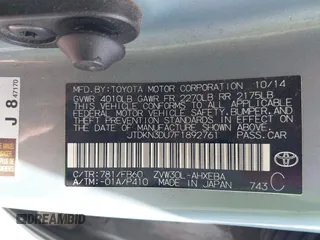 MFD. BY: TOYOTA MOTOR CORPORATION 10/14
GVWR 4010LB GAWR FR 2270LB RR 2175LB
THIS VEHICLE CONFORMS TO ALL APPLICABLE
FEDERAL MOTOR VEHICLE SAFETY, BUMPER, AND
THEFT PREVENTION STANDARDS IN EFFECT ON THE
DATE OF MANUFACTURE SHOWN ABOVE.
JTDKN3DU7F1892761 PASS.CAR
C/TR: 781/FB60 ZVW30L-AHXEBA
A/TM: -01A/P410 MADE IN JAPAN 743 C
TOYOTA
J 8 47170
© DREAMBID